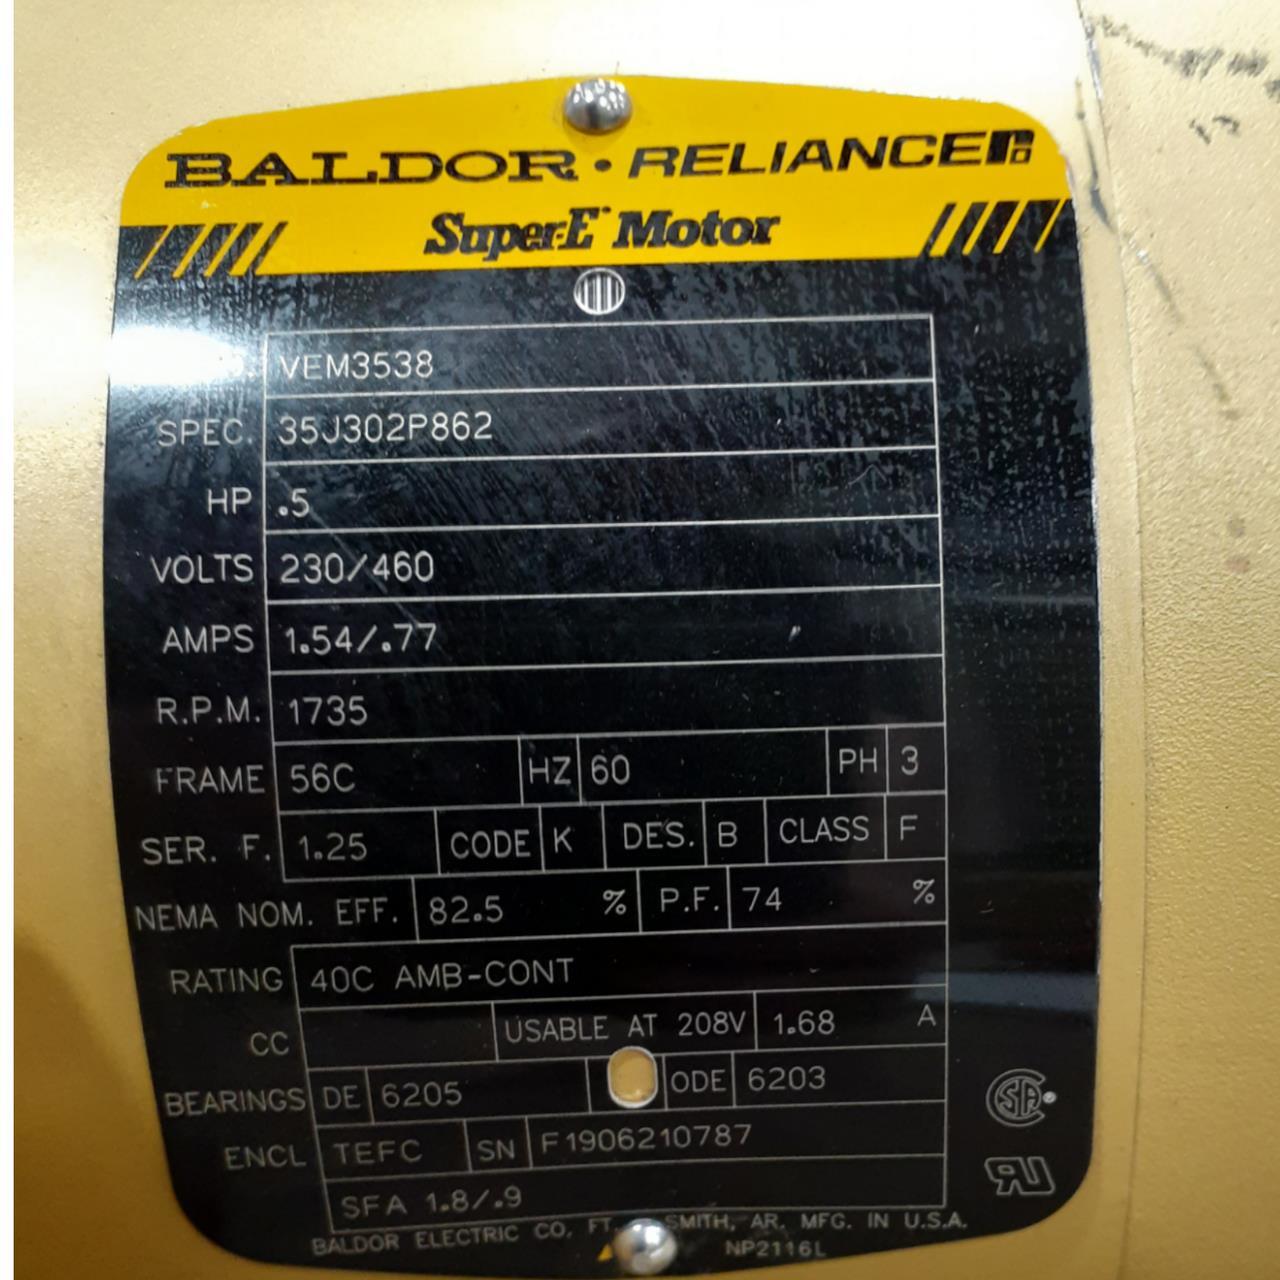 BALDOR • RELIANCE
Super-E Motor
VEM3538
SPEC. 35J302P862
HP .5
VOLTS 230/460
AMPS 1.54/.77
R.P.M. 1735
FRAME 56C HZ 60 PH 3
SER. F. 1.25 CODE K DES. B CLASS F
NEMA NOM. EFF. 82.5 % P.F. 74 %
RATING 40C AMB-CONT
CC USABLE AT 208V 1.68 A
BEARINGS DE 6205 ODE 6203
ENCL TEFC SN F1906210787
SFA 1.8/.9
BALDOR ELECTRIC CO. FT. SMITH, AR. MFG. IN U.S.A.
NP2116L